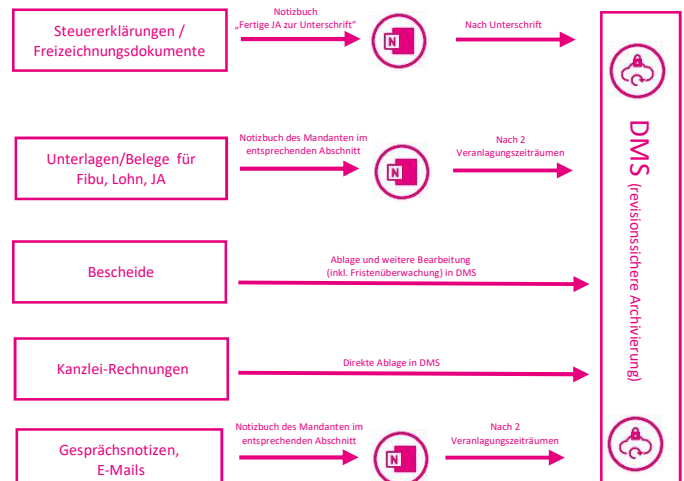 Steuererklärungen /
Freizeichnungsdokumente
Notizbuch
„Fertige JA zur Unterschrift"
N
Nach Unterschrift
Unterlagen/Belege für
Fibu, Lohn, JA
Notizbuch des Mandanten im
entsprechenden Abschnitt
N
Nach 2
Veranlagungszeiträumen
Bescheide
Ablage und weitere Bearbeitung
(inkl. Fristenüberwachung) in DMS
Kanzlei-Rechnungen
Direkte Ablage in DMS
Gesprächsnotizen,
E-Mails
Notizbuch des Mandanten im
entsprechenden Abschnitt
N
Nach 2
Veranlagungszeiträumen
DMS (revisionssichere Archivierung)